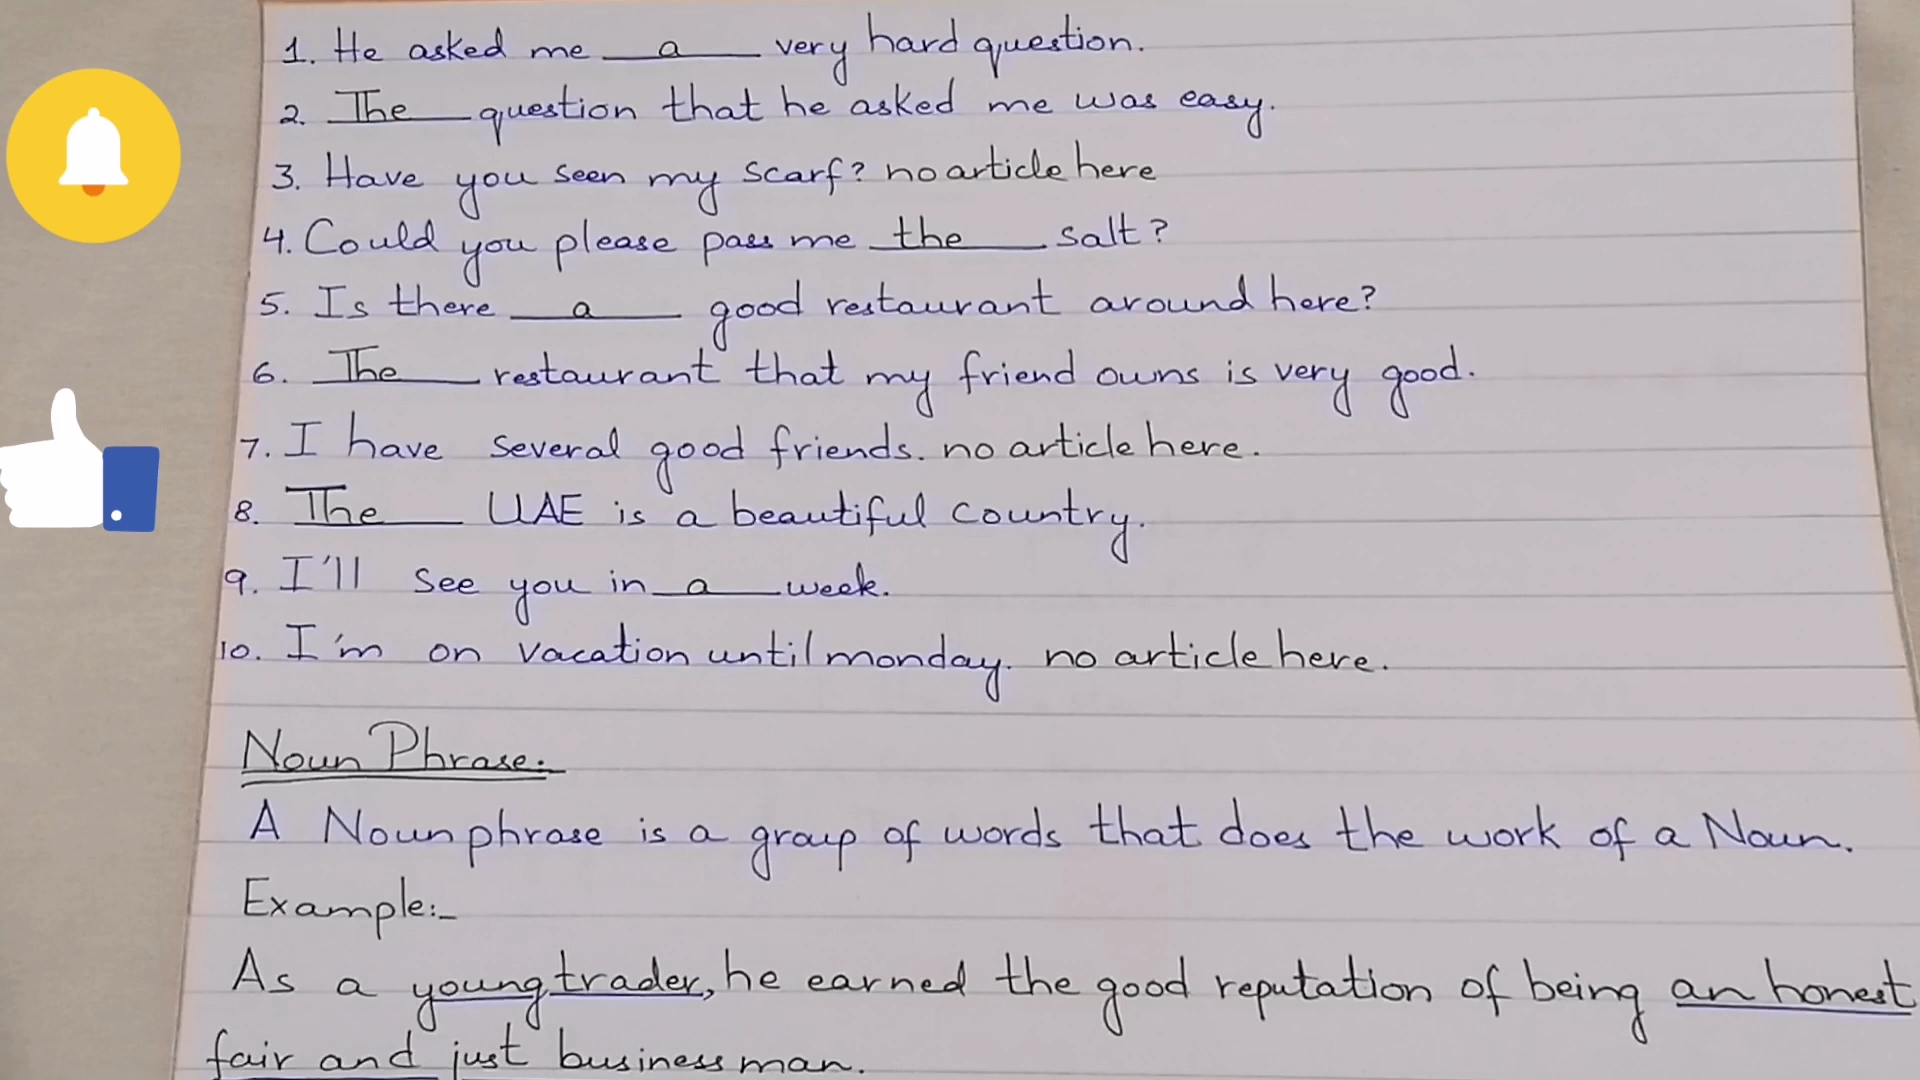 1. He asked me a very hard question.
2. The question that he asked me was easy.
3. Have you seen my scarf? no article here
4. Could you please pass me the salt?
5. Is there a good restaurant around here?
6. The restaurant that my friend owns is very good.
7. I have several good friends. no article here.
8. The UAE is a beautiful country.
9. I'll see you in a week.
10. I'm on vacation until monday. no article here.
Noun Phrase:-
A Noun phrase is a group of words that does the work of a Noun.
Example:-
As a young trader, he earned the good reputation of being an honest
fair and just business man.